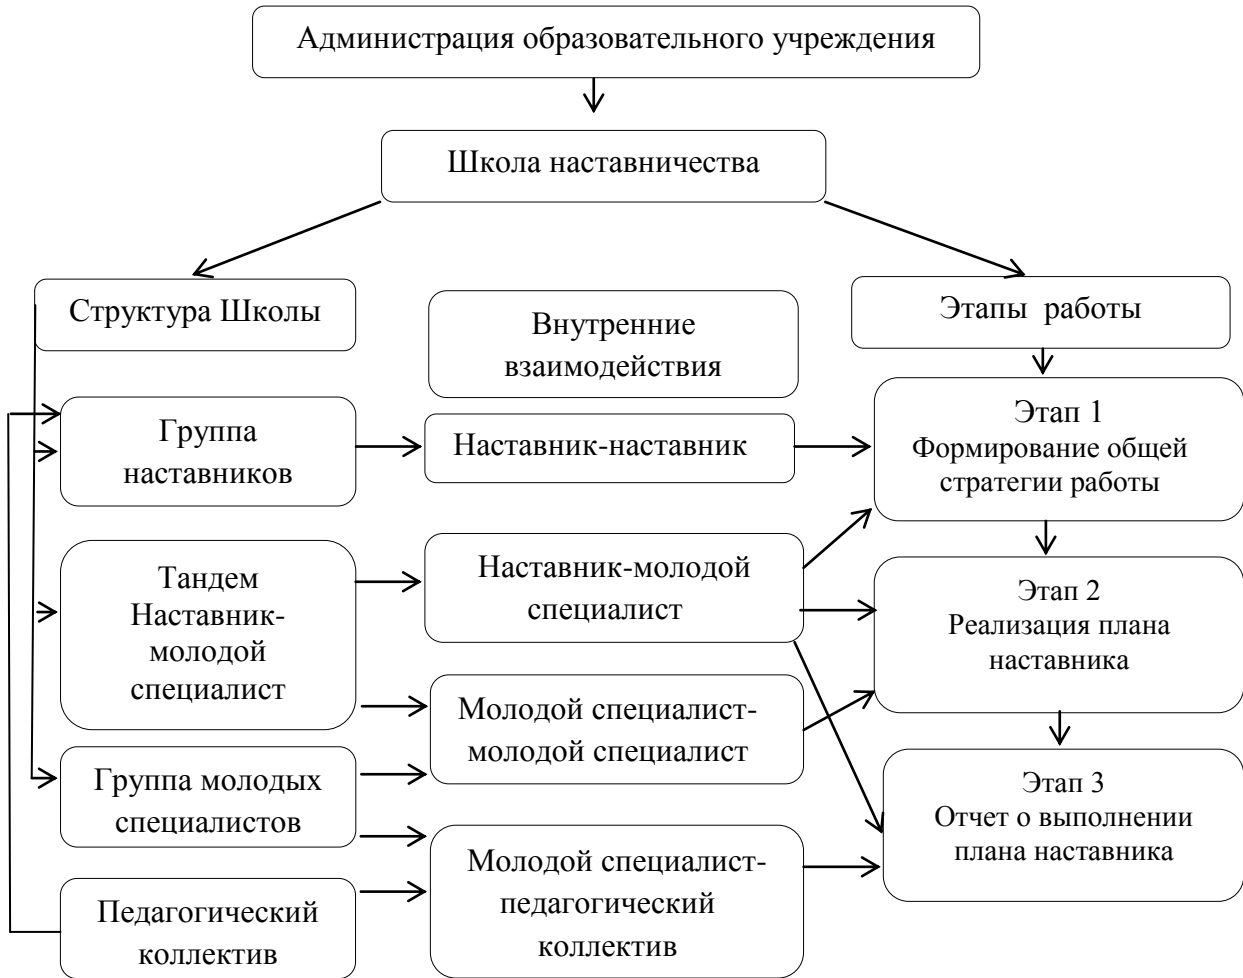 Администрация образовательного учреждения
Школа наставничества
Структура Школы
Внутренние
взаимодействия
Этапы работы
Группа
наставников
Наставник-наставник
Этап 1
Формирование общей
стратегии работы
Тандем
Наставник-
молодой
специалист
Наставник-молодой
специалист
Этап 2
Реализация плана
наставника
Молодой специалист-
молодой специалист
Группа молодых
специалистов
Этап 3
Отчет о выполнении
плана наставника
Педагогический
коллектив
Молодой специалист-
педагогический
коллектив